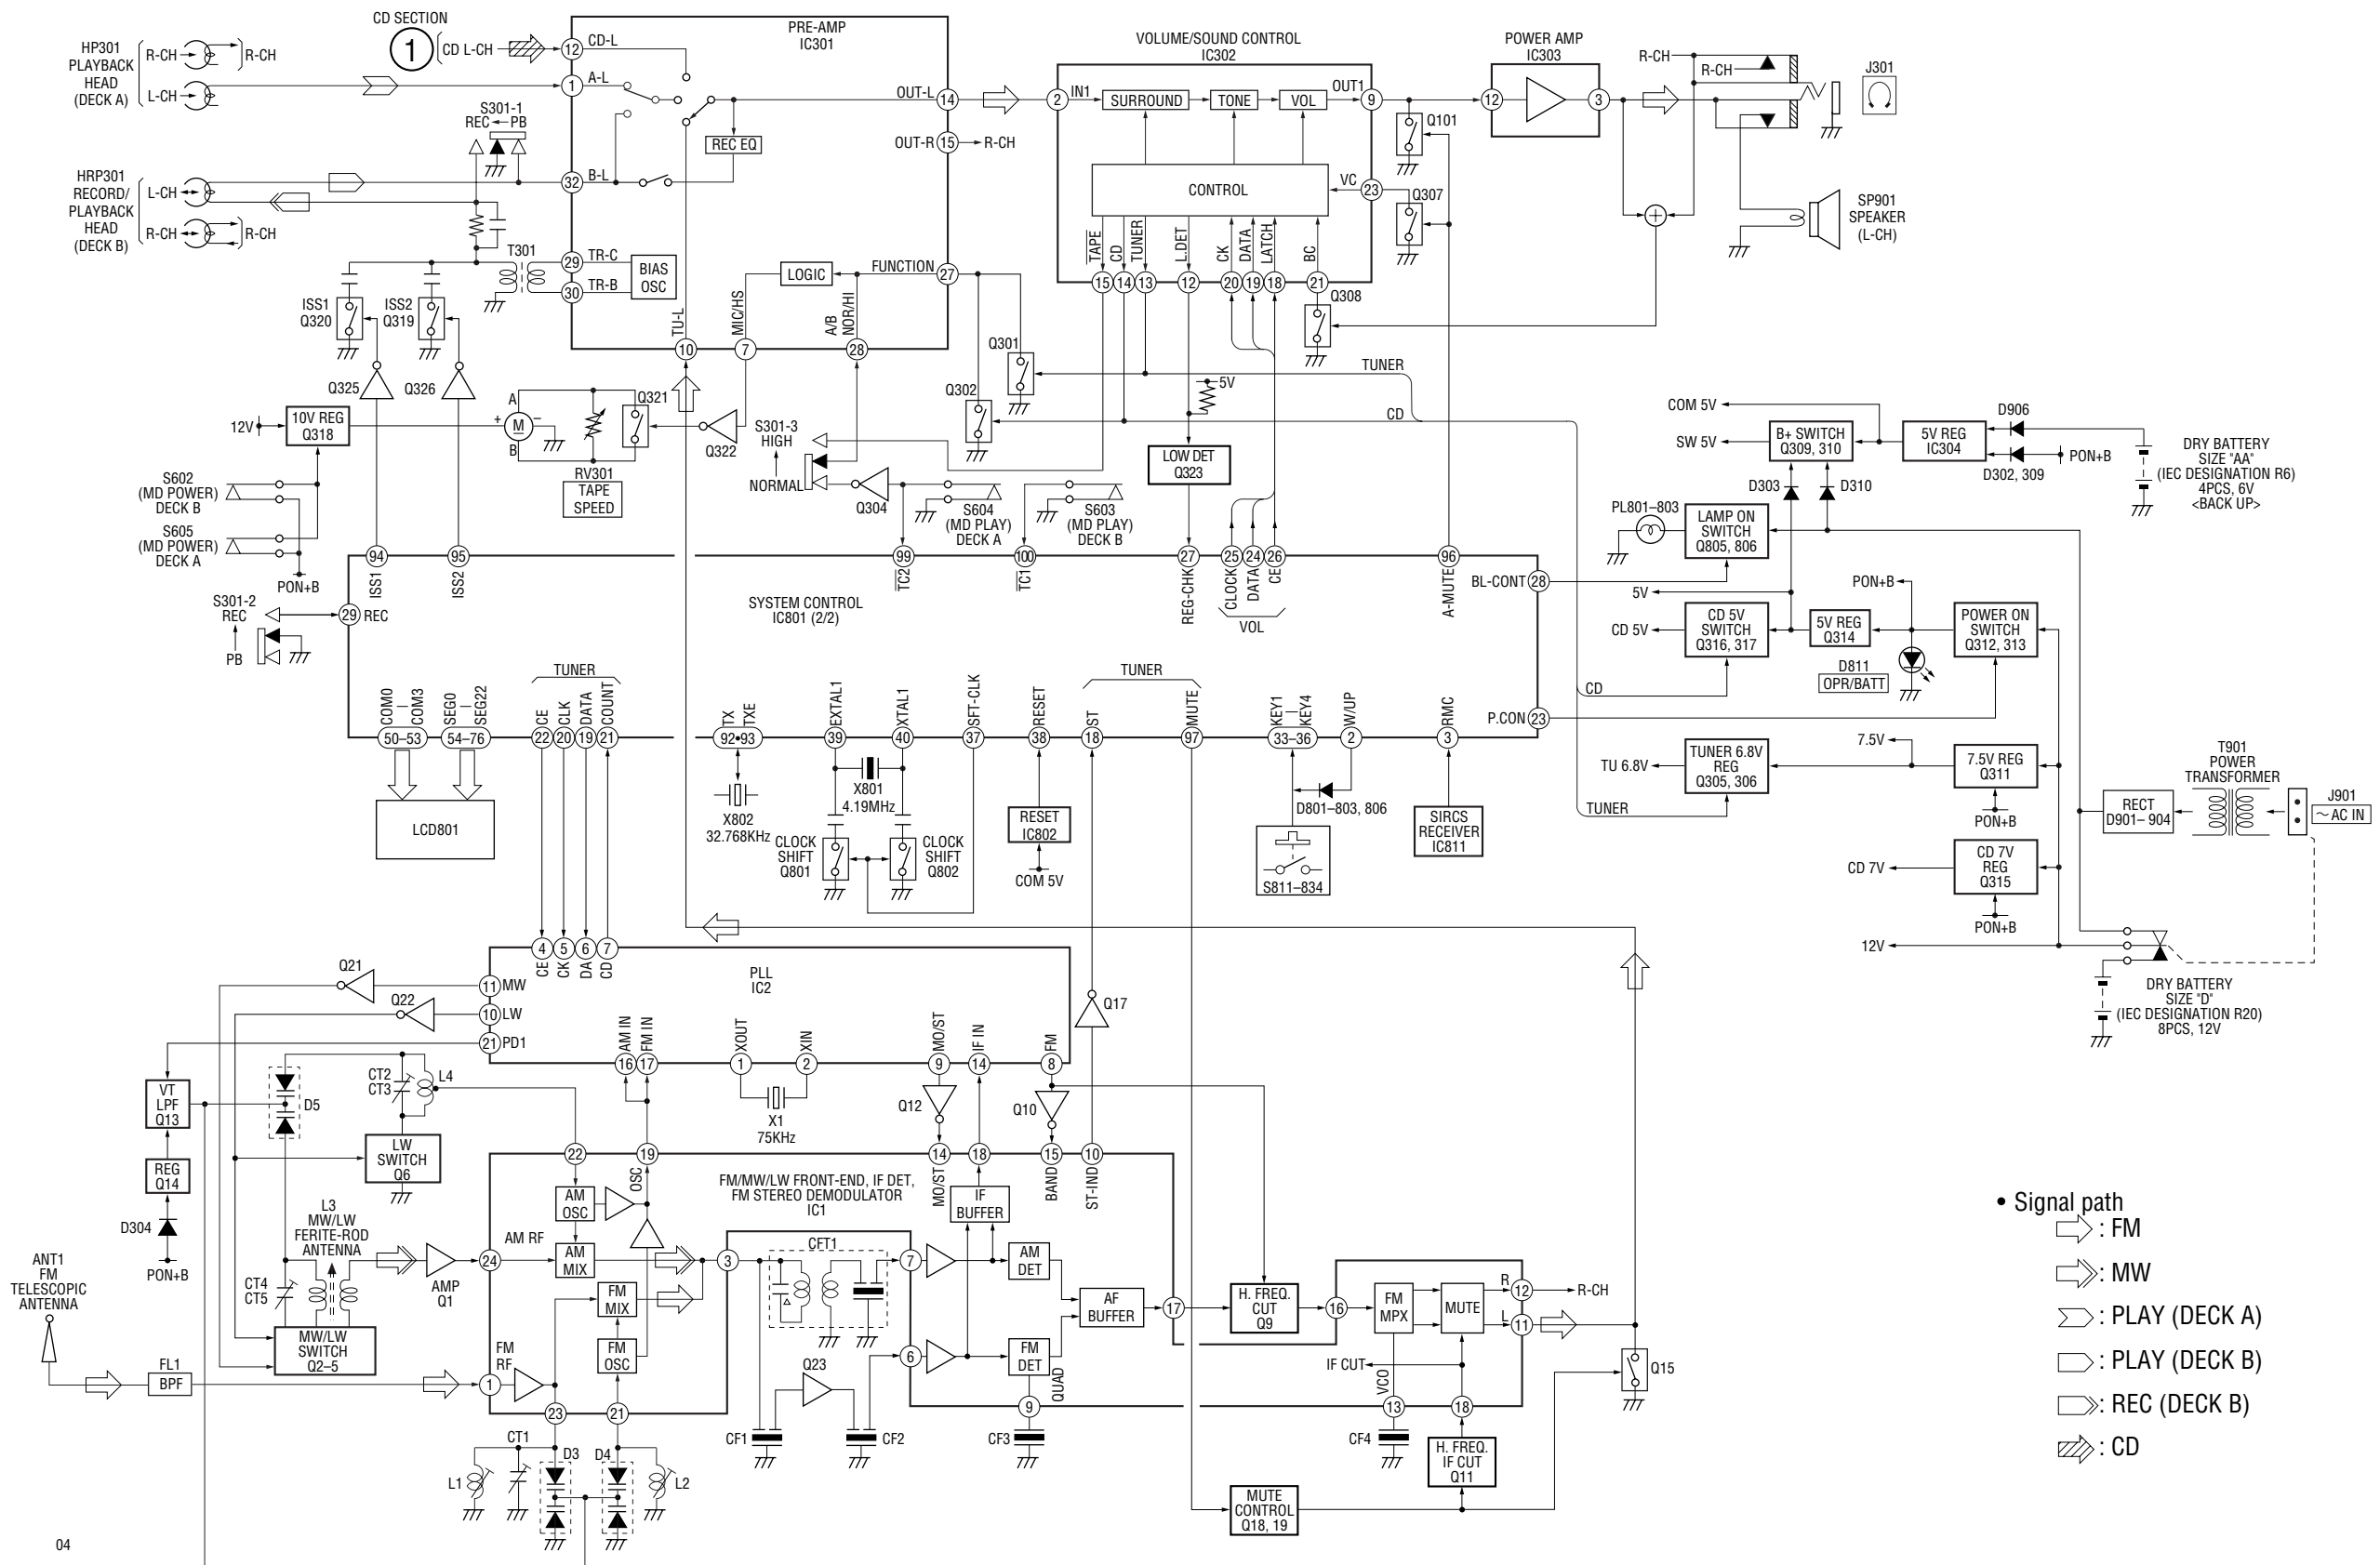 CD SECTION
1
CD L-CH
HP301
PLAYBACK
HEAD
(DECK A)
R-CH
R-CH
L-CH
S301-1
REC
PB
HRP301
RECORD/
PLAYBACK
HEAD
(DECK B)
L-CH
R-CH
R-CH
PRE-AMP
IC301
12 CD-L
1 A-L
32 B-L
REC EQ
OUT-L 14
OUT-R 15
R-CH
T301
29 TR-C
30 TR-B
BIAS
OSC
LOGIC
FUNCTION 27
TU-L
10
MIC/HS
7
A/B
NOR/HI
28
ISS1
Q320
ISS2
Q319
Q325
Q326
VOLUME/SOUND CONTROL
IC302
2 IN1
SURROUND
TONE
VOL
OUT1
9
CONTROL
VC
23
TAPE
CD
TUNER
L.DET
CK
DATA
LATCH
BC
15
14
13
12
20
19
18
21
Q101
Q307
Q308
POWER AMP
IC303
12
3
R-CH
R-CH
J301
SP901
SPEAKER
(L-CH)
Q301
Q302
TUNER
CD
5V
LOW DET
Q323
12V
10V REG
Q318
A
+
M
–
B
RV301
TAPE
SPEED
Q321
Q322
S301-3
HIGH
NORMAL
Q304
S604
(MD PLAY)
DECK A
S603
(MD PLAY)
DECK B
S602
(MD POWER)
DECK B
S605
(MD POWER)
DECK A
PON+B
S301-2
REC
PB
29 REC
94
ISS1
95
ISS2
SYSTEM CONTROL
IC801 (2/2)
99
TC2
100
TC1
27
REG-CHK
25
CLOCK
24
DATA
26
CE
VOL
96
A-MUTE
BL-CONT 28
P.CON 23
COM0
–
COM3
50–53
SEG0
–
SEG22
54–76
LCD801
TUNER
CE
CLK
DATA
COUNT
22
20
19
21
TX
TXE
92•93
X802
32.768KHz
EXTAL1
39
XTAL1
40
X801
4.19MHz
CLOCK
SHIFT
Q801
CLOCK
SHIFT
Q802
SFT-CLK
37
RESET
38
RESET
IC802
COM 5V
TUNER
ST
18
MUTE
97
KEY1
–
KEY4
33–36
W/UP
2
D801–803, 806
S811–834
RMC
3
SIRCS
RECEIVER
IC811
COM 5V
SW 5V
B+ SWITCH
Q309, 310
5V REG
IC304
D906
D302, 309
PON+B
DRY BATTERY
SIZE "AA"
(IEC DESIGNATION R6)
4PCS, 6V
<BACK UP>
D303
D310
PL801–803
LAMP ON
SWITCH
Q805, 806
5V
PON+B
CD 5V
CD 5V
SWITCH
Q316, 317
5V REG
Q314
POWER ON
SWITCH
Q312, 313
D811
OPR/BATT
CD
TU 6.8V
TUNER 6.8V
REG
Q305, 306
TUNER
7.5V
7.5V REG
Q311
PON+B
CD 7V
CD 7V
REG
Q315
PON+B
12V
RECT
D901– 904
T901
POWER
TRANSFORMER
J901
~ AC IN
DRY BATTERY
SIZE "D"
(IEC DESIGNATION R20)
8PCS, 12V
4
5
6
7
CE
CK
DA
CD
PLL
IC2
11 MW
10 LW
21 PD1
Q21
Q22
AM IN
16
FM IN
17
XOUT
1
XIN
2
X1
75KHz
MO/ST
9
IF IN
14
FM
8
Q12
Q10
Q17
VT
LPF
Q13
REG
Q14
D304
PON+B
D5
CT2
CT3
L4
LW
SWITCH
Q6
L3
MW/LW
FERITE-ROD
ANTENNA
CT4
CT5
MW/LW
SWITCH
Q2–5
AMP
Q1
ANT1
FM
TELESCOPIC
ANTENNA
FL1
BPF
22
19
OSC
14
MO/ST
18
15
BAND
10
ST-IND
FM/MW/LW FRONT-END, IF DET,
FM STEREO DEMODULATOR
IC1
24
AM RF
AM
OSC
AM
MIX
FM
MIX
FM
OSC
FM
RF
1
23
21
3
CFT1
7
6
IF
BUFFER
AM
DET
FM
DET
AF
BUFFER
QUAD
9
17
H. FREQ.
CUT
Q9
16
FM
MPX
MUTE
R
12
R-CH
L
11
IF CUT
VCO
13
18
CF4
H. FREQ.
IF CUT
Q11
Q15
MUTE
CONTROL
Q18, 19
Q23
CF1
CF2
CF3
L1
CT1
D3
D4
L2
• Signal path
: FM
: MW
: PLAY (DECK A)
: PLAY (DECK B)
: REC (DECK B)
: CD
04